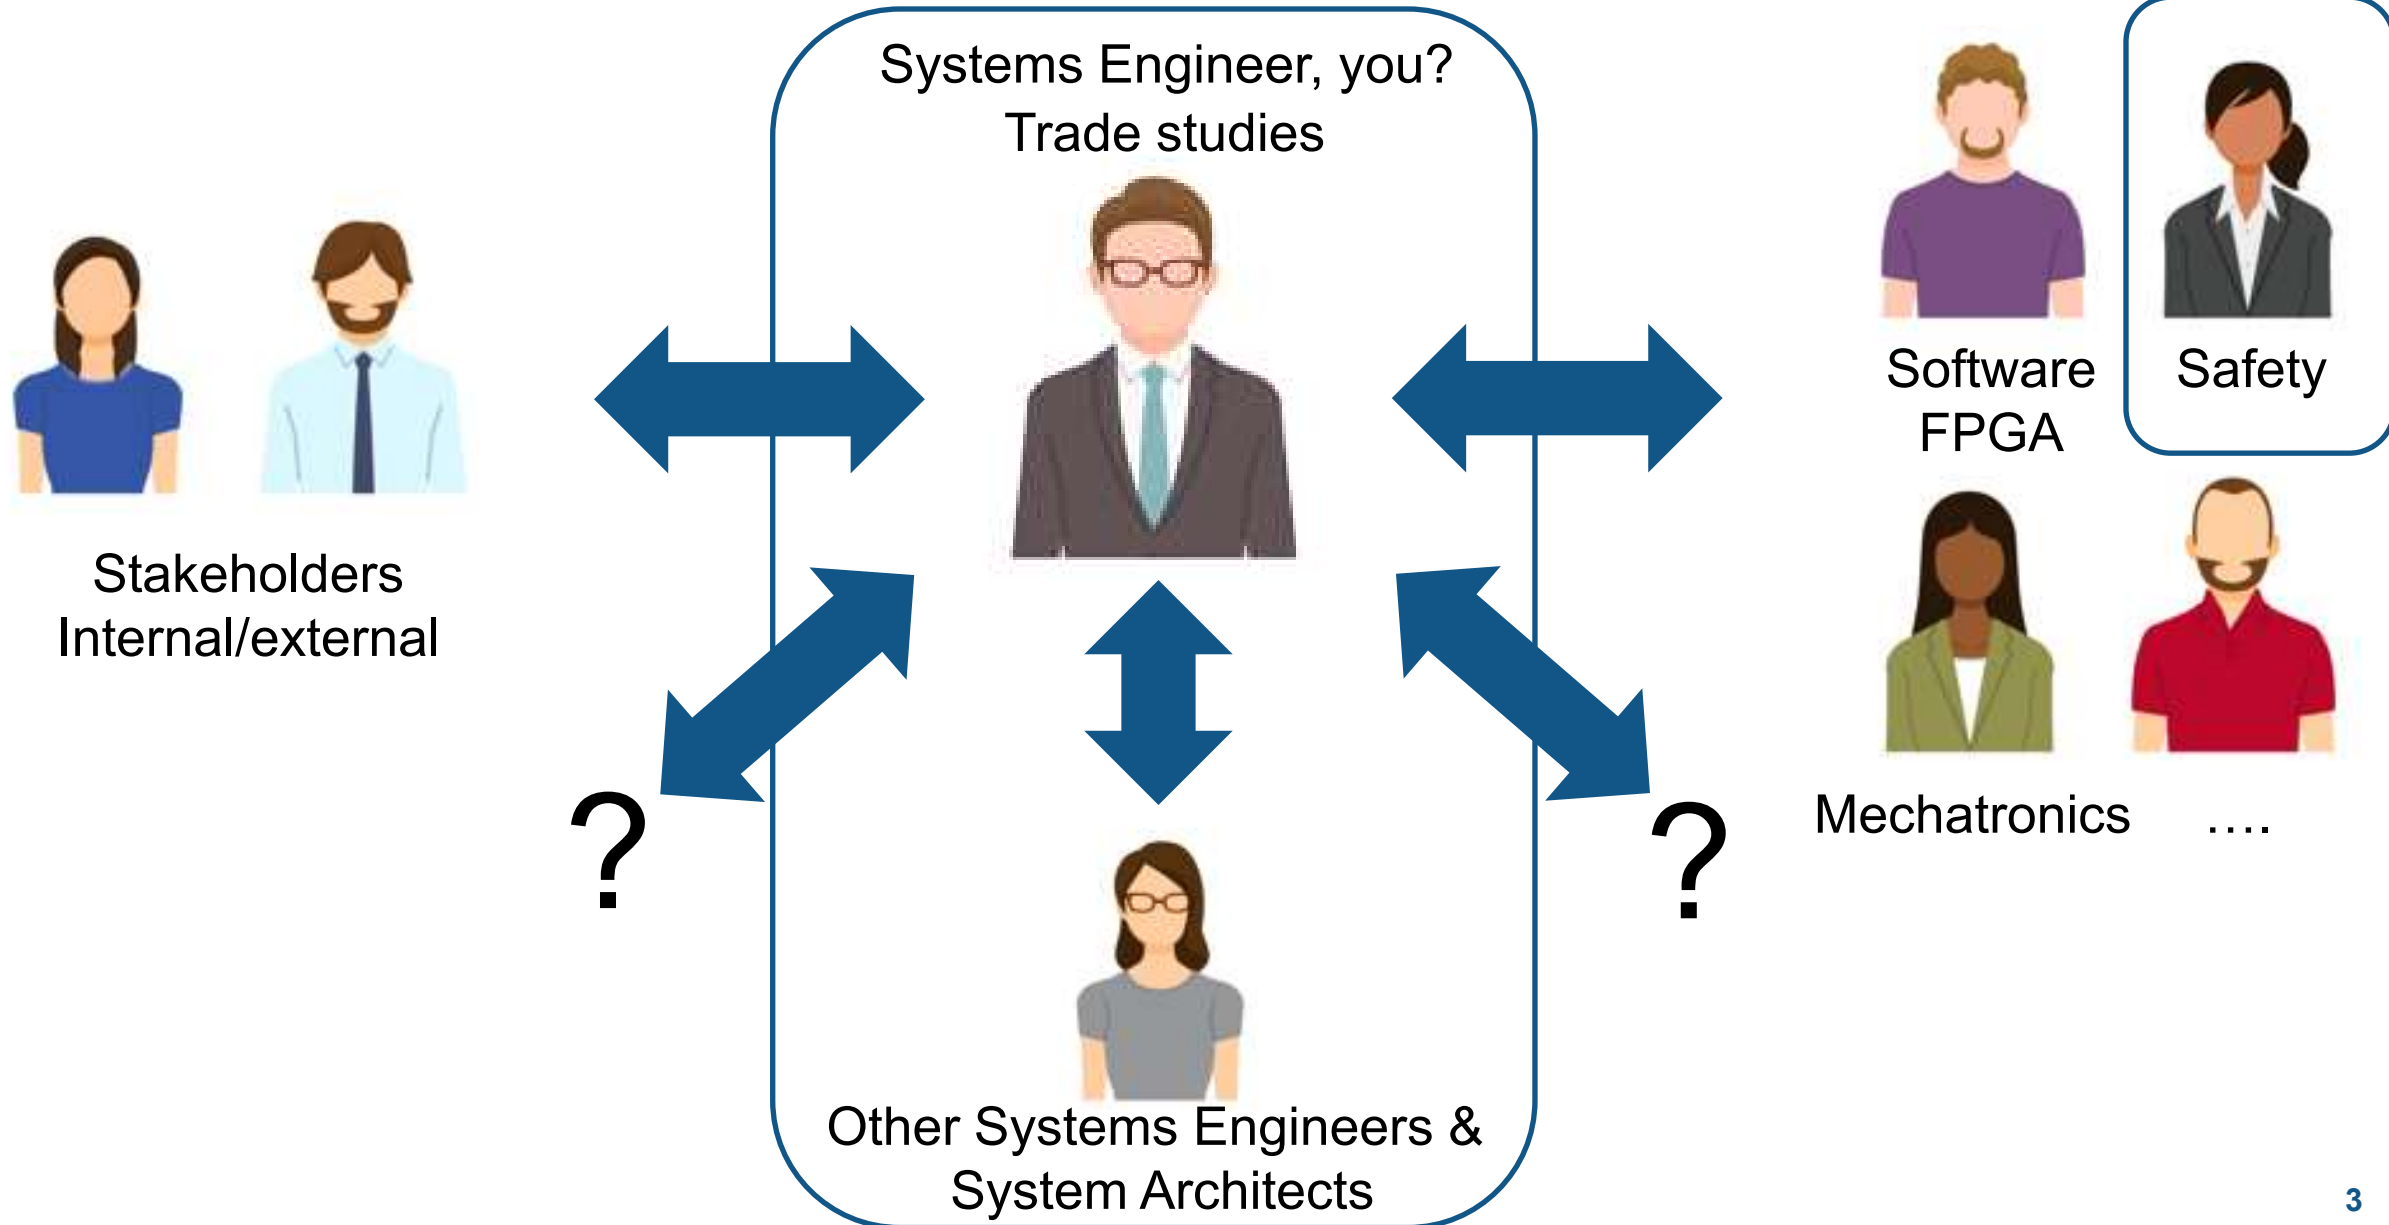 Systems Engineer, you?
Trade studies
Stakeholders
Internal/external
Software
FPGA
Safety
Mechatronics
....
?
?
Other Systems Engineers &
System Architects
3